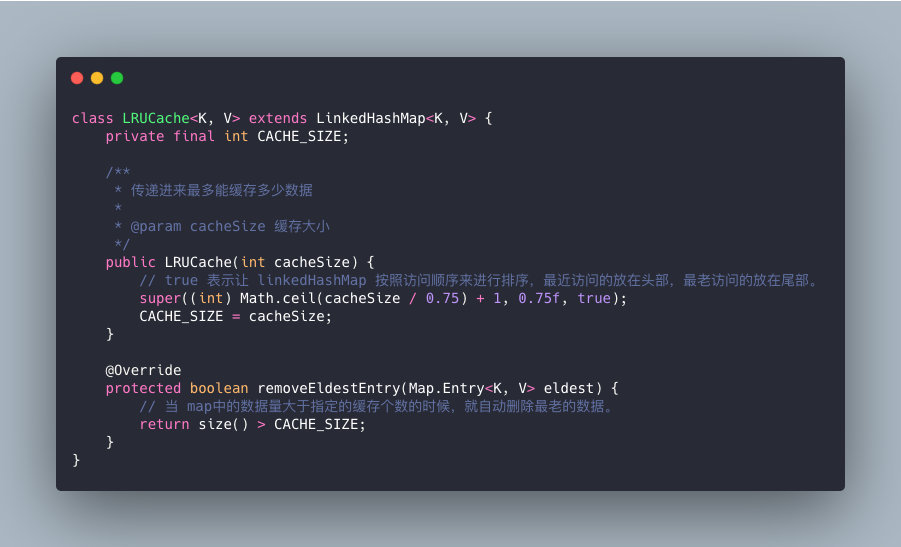 class LRUCache<K, V> extends LinkedHashMap<K, V> {
    private final int CACHE_SIZE;

    /**
     * 传递进来最多能缓存多少数据
     *
     * @param cacheSize 缓存大小
     */
    public LRUCache(int cacheSize) {
        // true 表示让 linkedHashMap 按照访问顺序来进行排序，最近访问的放在头部，最老访问的放在尾部。
        super((int) Math.ceil(cacheSize / 0.75) + 1, 0.75f, true);
        CACHE_SIZE = cacheSize;
    }

    @Override
    protected boolean removeEldestEntry(Map.Entry<K, V> eldest) {
        // 当 map中的数据量大于指定的缓存个数的时候，就自动删除最老的数据。
        return size() > CACHE_SIZE;
    }
}